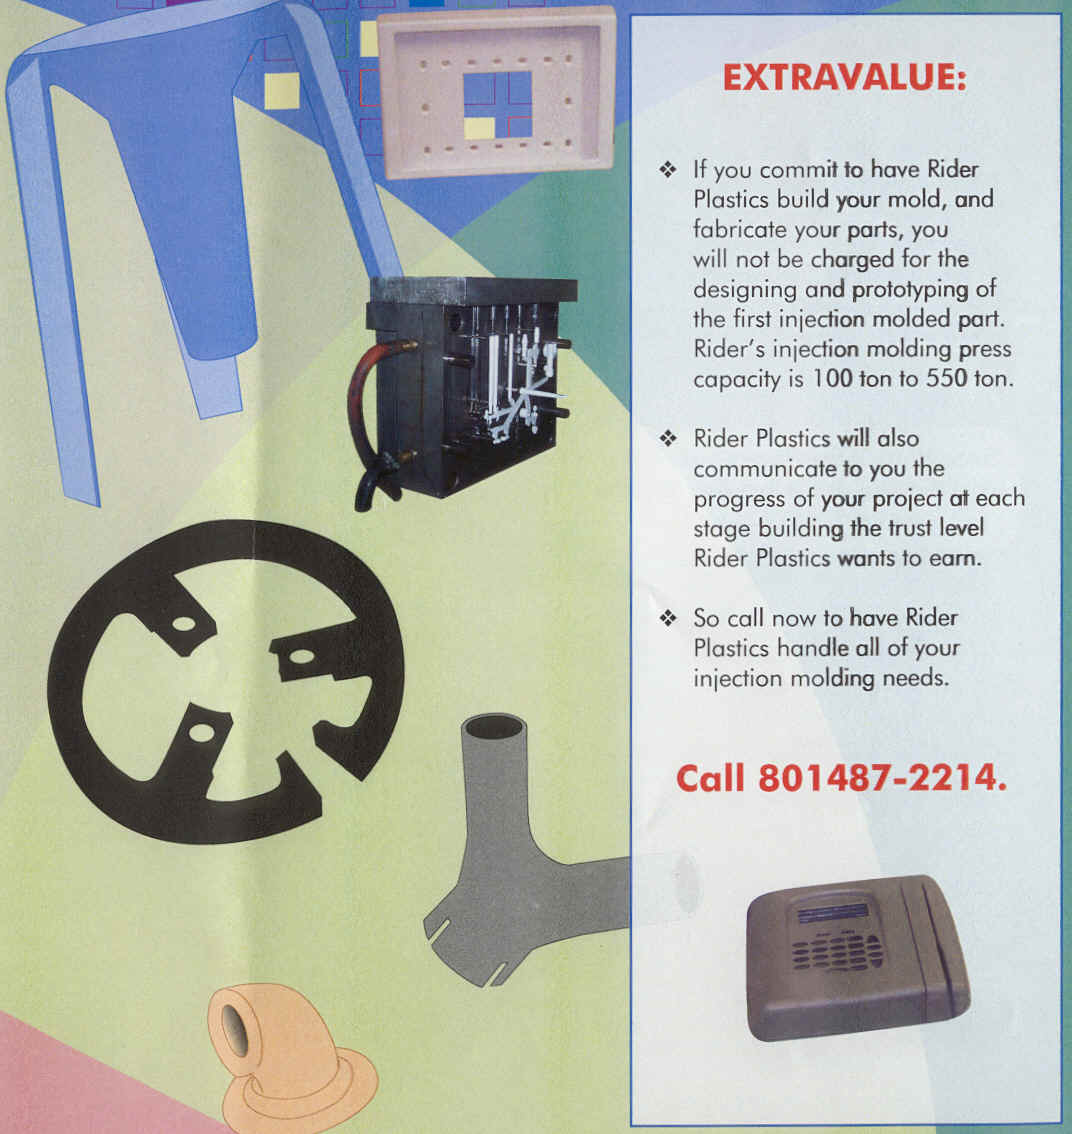 EXTRAVALUE:
❖ If you commit to have Rider
Plastics build your mold, and
fabricate your parts, you
will not be charged for the
designing and prototyping of
the first injection molded part.
Rider's injection molding press
capacity is 100 ton to 550 ton.
❖ Rider Plastics will also
communicate to you the
progress of your project at each
stage building the trust level
Rider Plastics wants to earn.
❖ So call now to have Rider
Plastics handle all of your
injection molding needs.
Call 801487-2214.